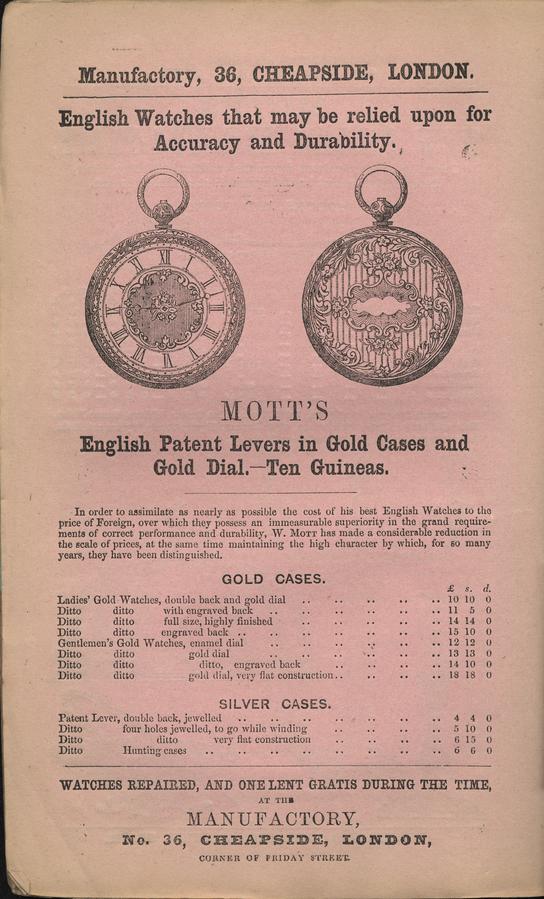 Manufactory, 36, CHEAPSIDE, LONDON.
English Watches that may be relied upon for
Accuracy and Durability.
MOTT'S
English Patent Levers in Gold Cases and
Gold Dial.—Ten Guineas.
In order to assimilate as nearly as possible the cost of his best English Watches to the
price of Foreign, over which they possess an immeasurable superiority in the grand require-
ments of correct performance and durability, W. MOTT has made a considerable reduction in
the scale of prices, at the same time maintaining the high character by which, for so many
years, they have been distinguished.
GOLD CASES.
£ s. d.
Ladies' Gold Watches, double back and gold dial .. .. .. .. .. 10 10 0
Ditto ditto with engraved back .. .. .. .. .. .. 11 5 0
Ditto ditto full size, highly finished .. .. .. .. .. 14 14 0
Ditto ditto engraved back .. .. .. .. .. .. 15 10 0
Gentlemen's Gold Watches, enamel dial .. .. .. .. .. .. 12 12 0
Ditto ditto gold dial .. .. .. .. .. .. 13 13 0
Ditto ditto ditto, engraved back .. .. .. .. 14 10 0
Ditto ditto gold dial, very flat construction .. .. .. .. 18 18 0
SILVER CASES.
Patent Lever, double back, jewelled .. .. .. .. .. .. .. 4 4 0
Ditto four holes jewelled, to go while winding .. .. .. .. 5 10 0
Ditto ditto very flat construction .. .. .. .. 6 15 0
Ditto Hunting cases .. .. .. .. .. .. .. .. 6 6 0
WATCHES REPAIRED, AND ONE LENT GRATIS DURING THE TIME,
AT THE
MANUFACTORY,
No. 36, CHEAPSIDE, LONDON,
CORNER OF FRIDAY STREET.